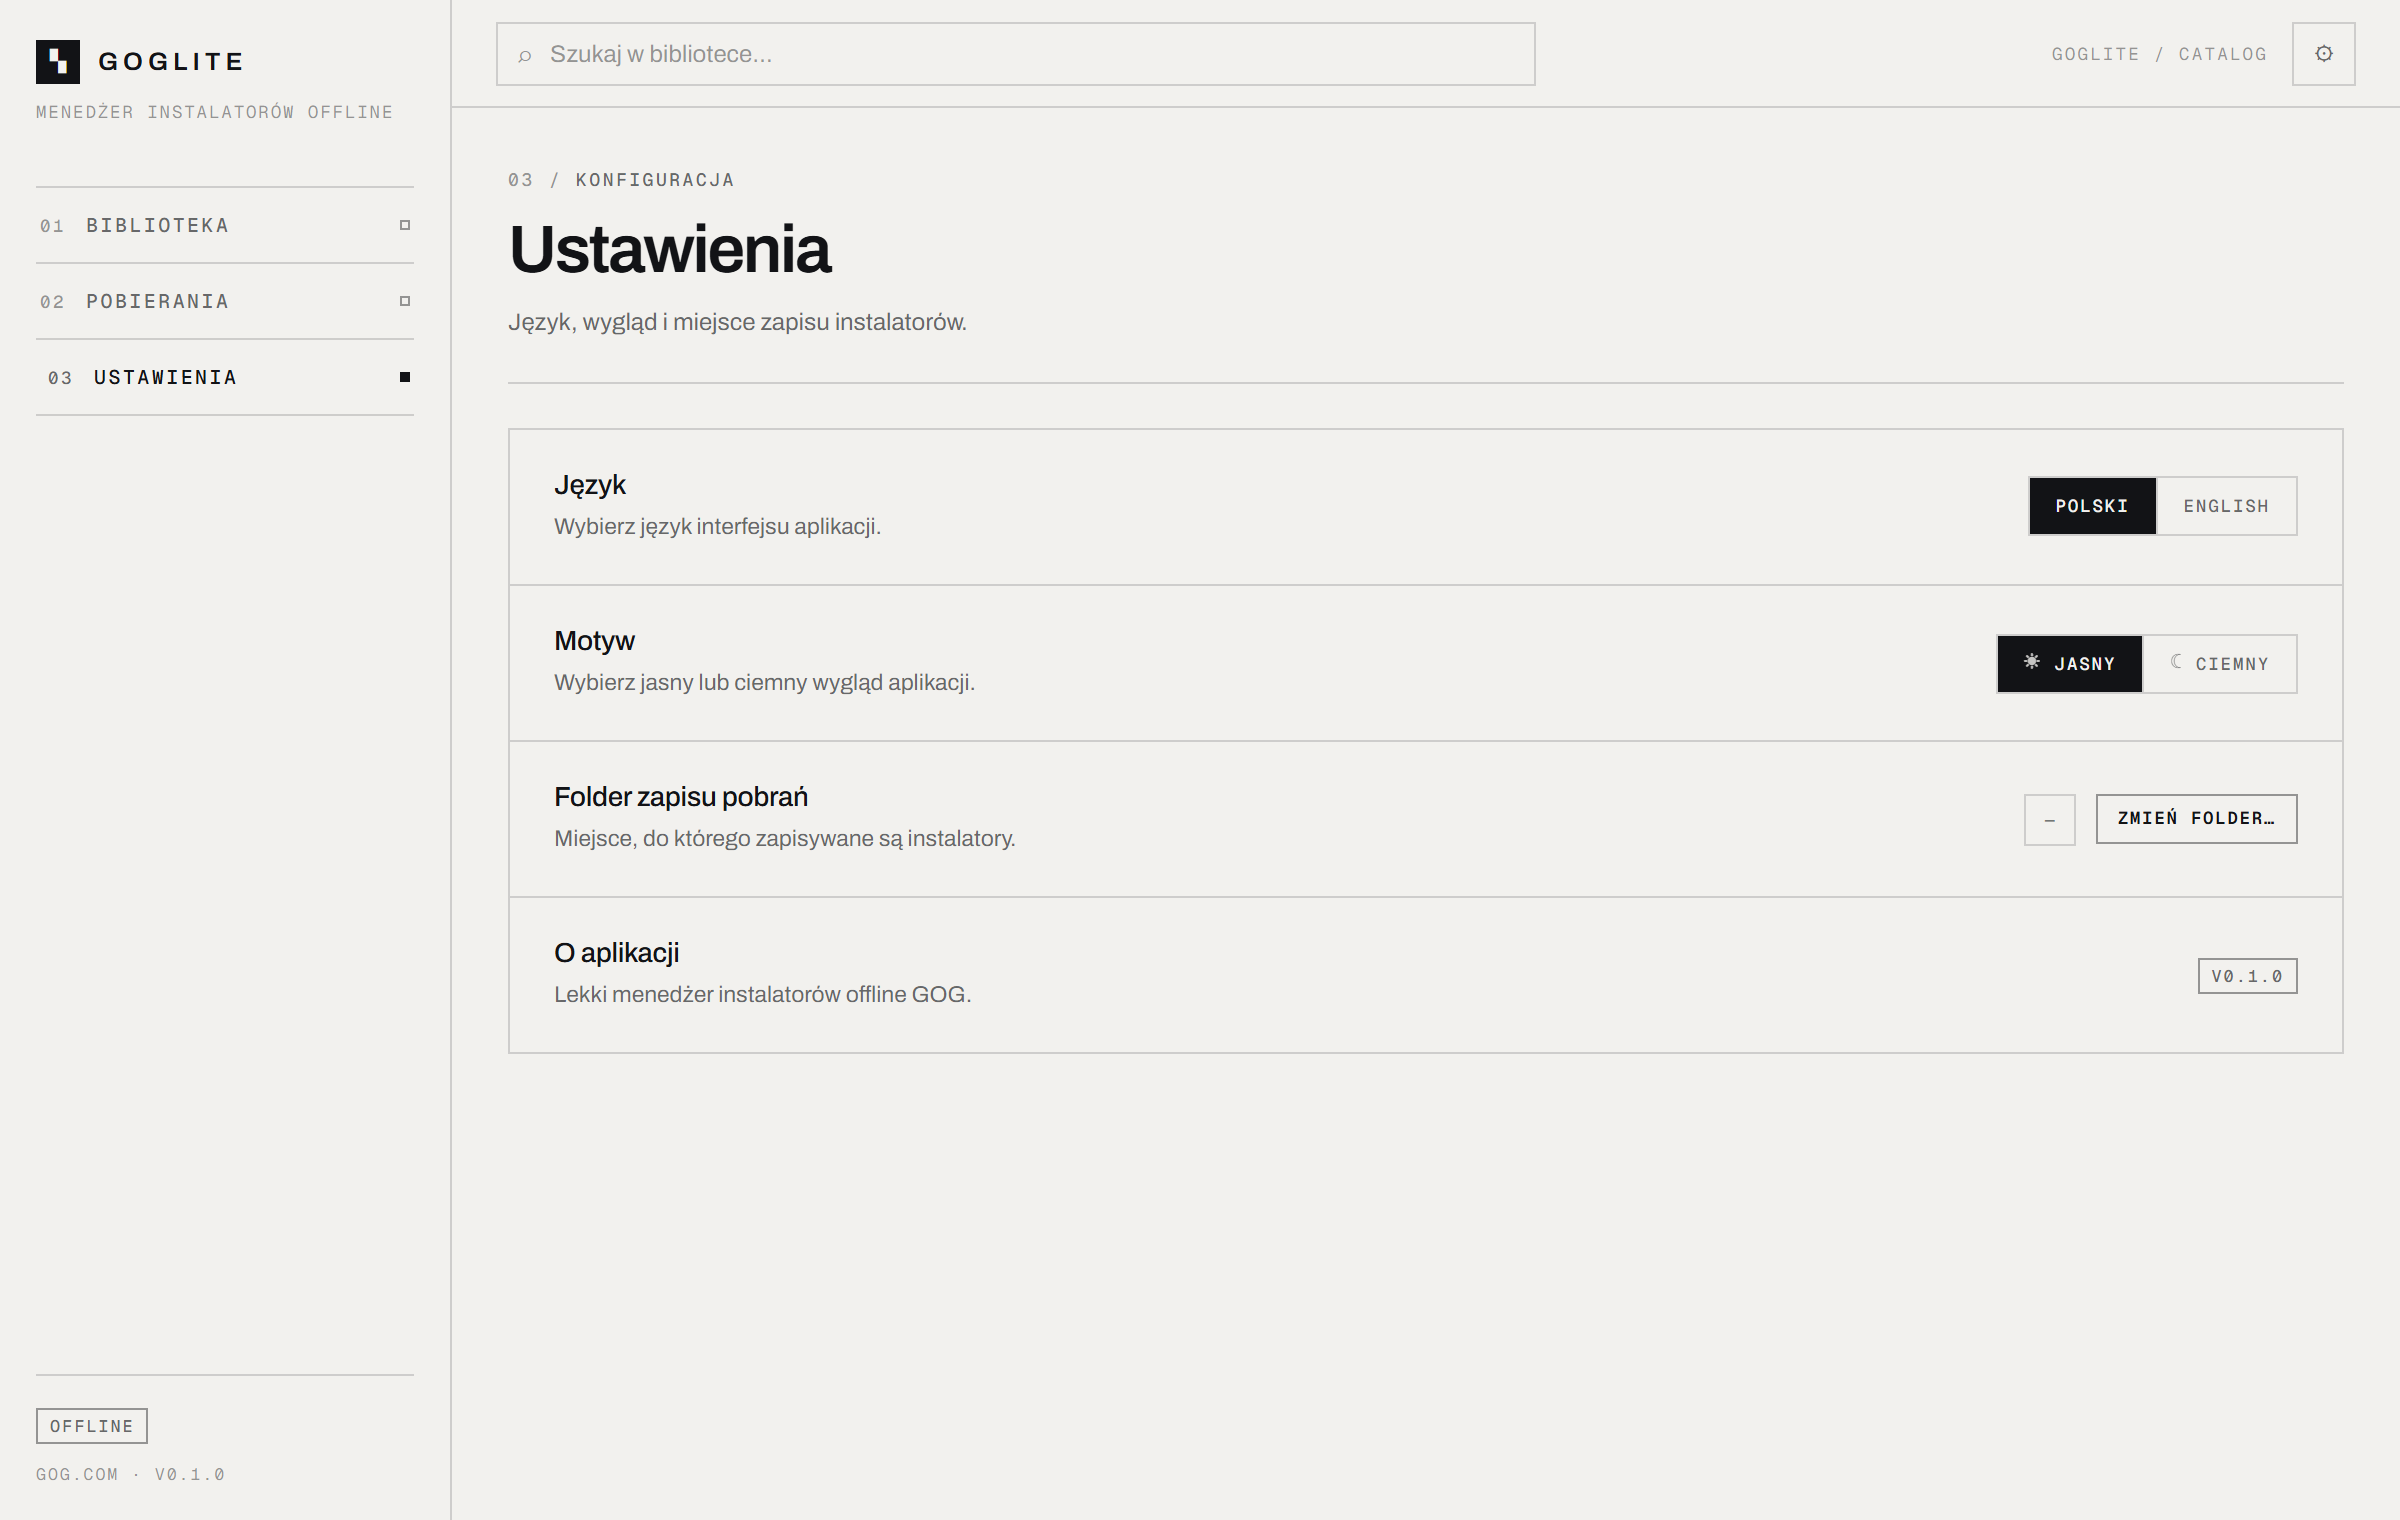 GOGLITE
MENEDŻER INSTALATORÓW OFFLINE
01 BIBLIOTEKA
02 POBIERANIA
03 USTAWIENIA
OFFLINE
GOG.COM · V0.1.0
Szukaj w bibliotece...
GOGLITE / CATALOG
03 / KONFIGURACJA
Ustawienia
Język, wygląd i miejsce zapisu instalatorów.
Język
Wybierz język interfejsu aplikacji.
POLSKI ENGLISH
Motyw
Wybierz jasny lub ciemny wygląd aplikacji.
☀ JASNY ☾ CIEMNY
Folder zapisu pobrań
Miejsce, do którego zapisywane są instalatory.
– ZMIEŃ FOLDER…
O aplikacji
Lekki menedżer instalatorów offline GOG.
V0.1.0